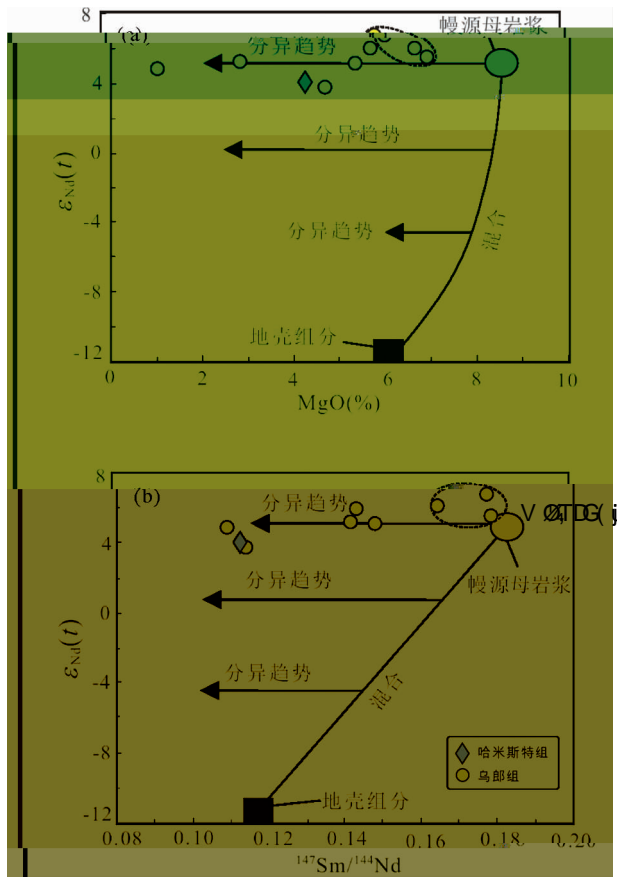 8
(a)
幔源母岩浆
分异趋势
4
分异趋势
0
εNd(t)
-4
分异趋势
混合
-8
地壳组分
-12
0 2 4 6 8 10
MgO(%)
8
(b)
分异趋势
4
幔源母岩浆
分异趋势
0
εNd(t)
分异趋势
-4
混合
-8
哈米斯特组
乌郎组
地壳组分
-12
0.08 0.10 0.12 0.14 0.16 0.18 0.20
¹⁴⁷Sm/¹⁴⁴Nd